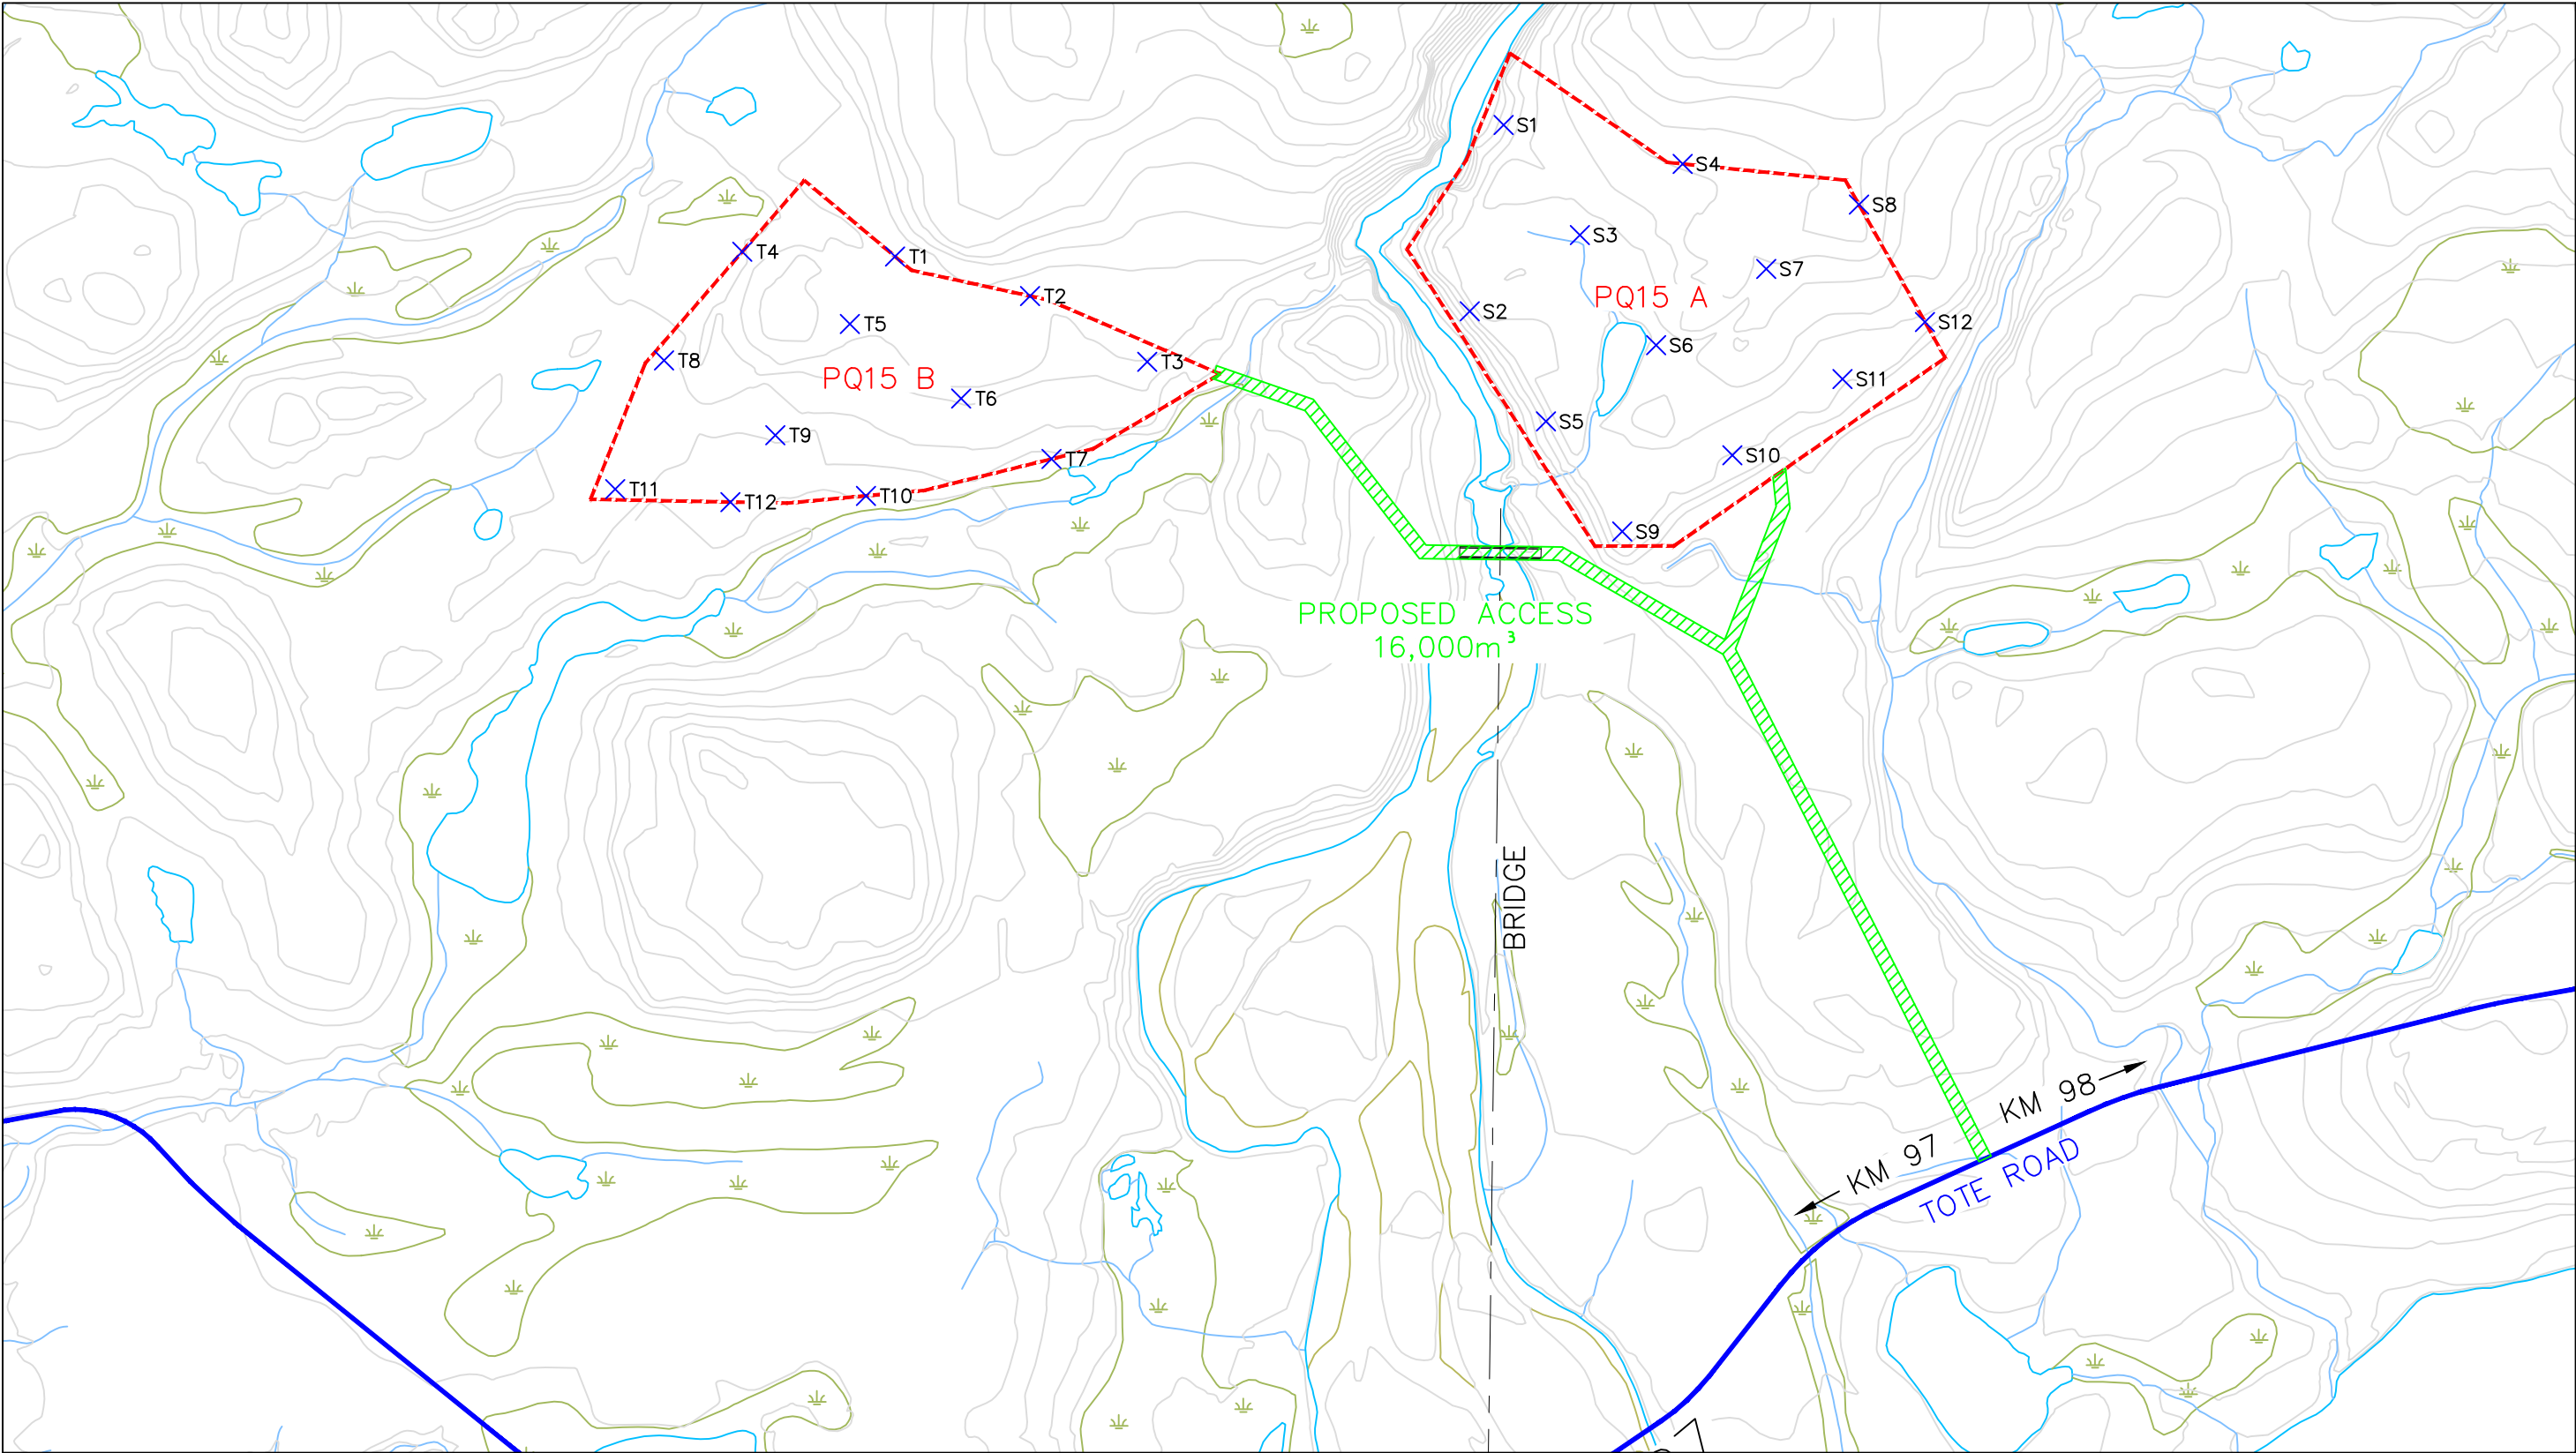 S1
S4
S8
S3
T4
T1
S7
T2
PQ15 A
S2
S12
T5
S6
T8
T3
PQ15 B
S11
T6
S5
T9
S10
T7
T11
T10
T12
S9
PROPOSED ACCESS
16,000m³
BRIDGE
KM 98
KM 97
TOTE ROAD